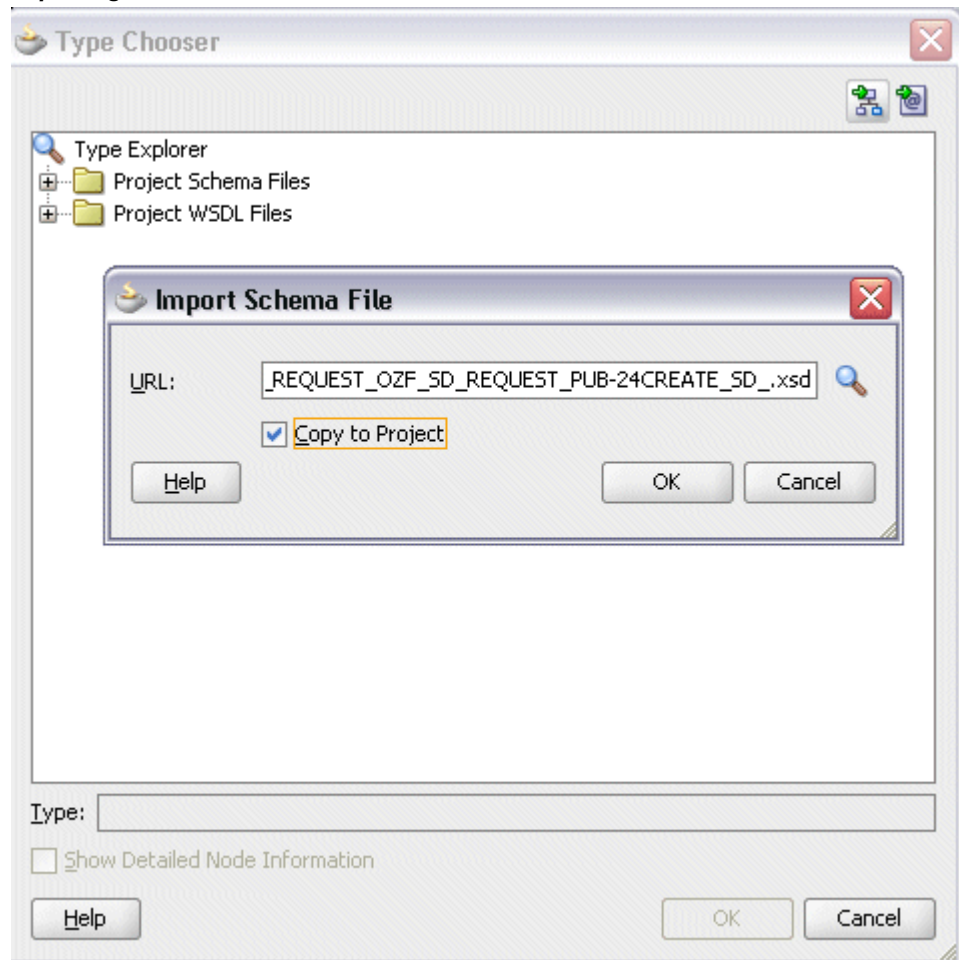 Type Chooser
Type Explorer
Project Schema Files
Project WSDL Files
Import Schema File
URL: _REQUEST_OZF_SD_REQUEST_PUB-24CREATE_SD_.xsd
Copy to Project
Help OK Cancel
Type:
Show Detailed Node Information
Help OK Cancel